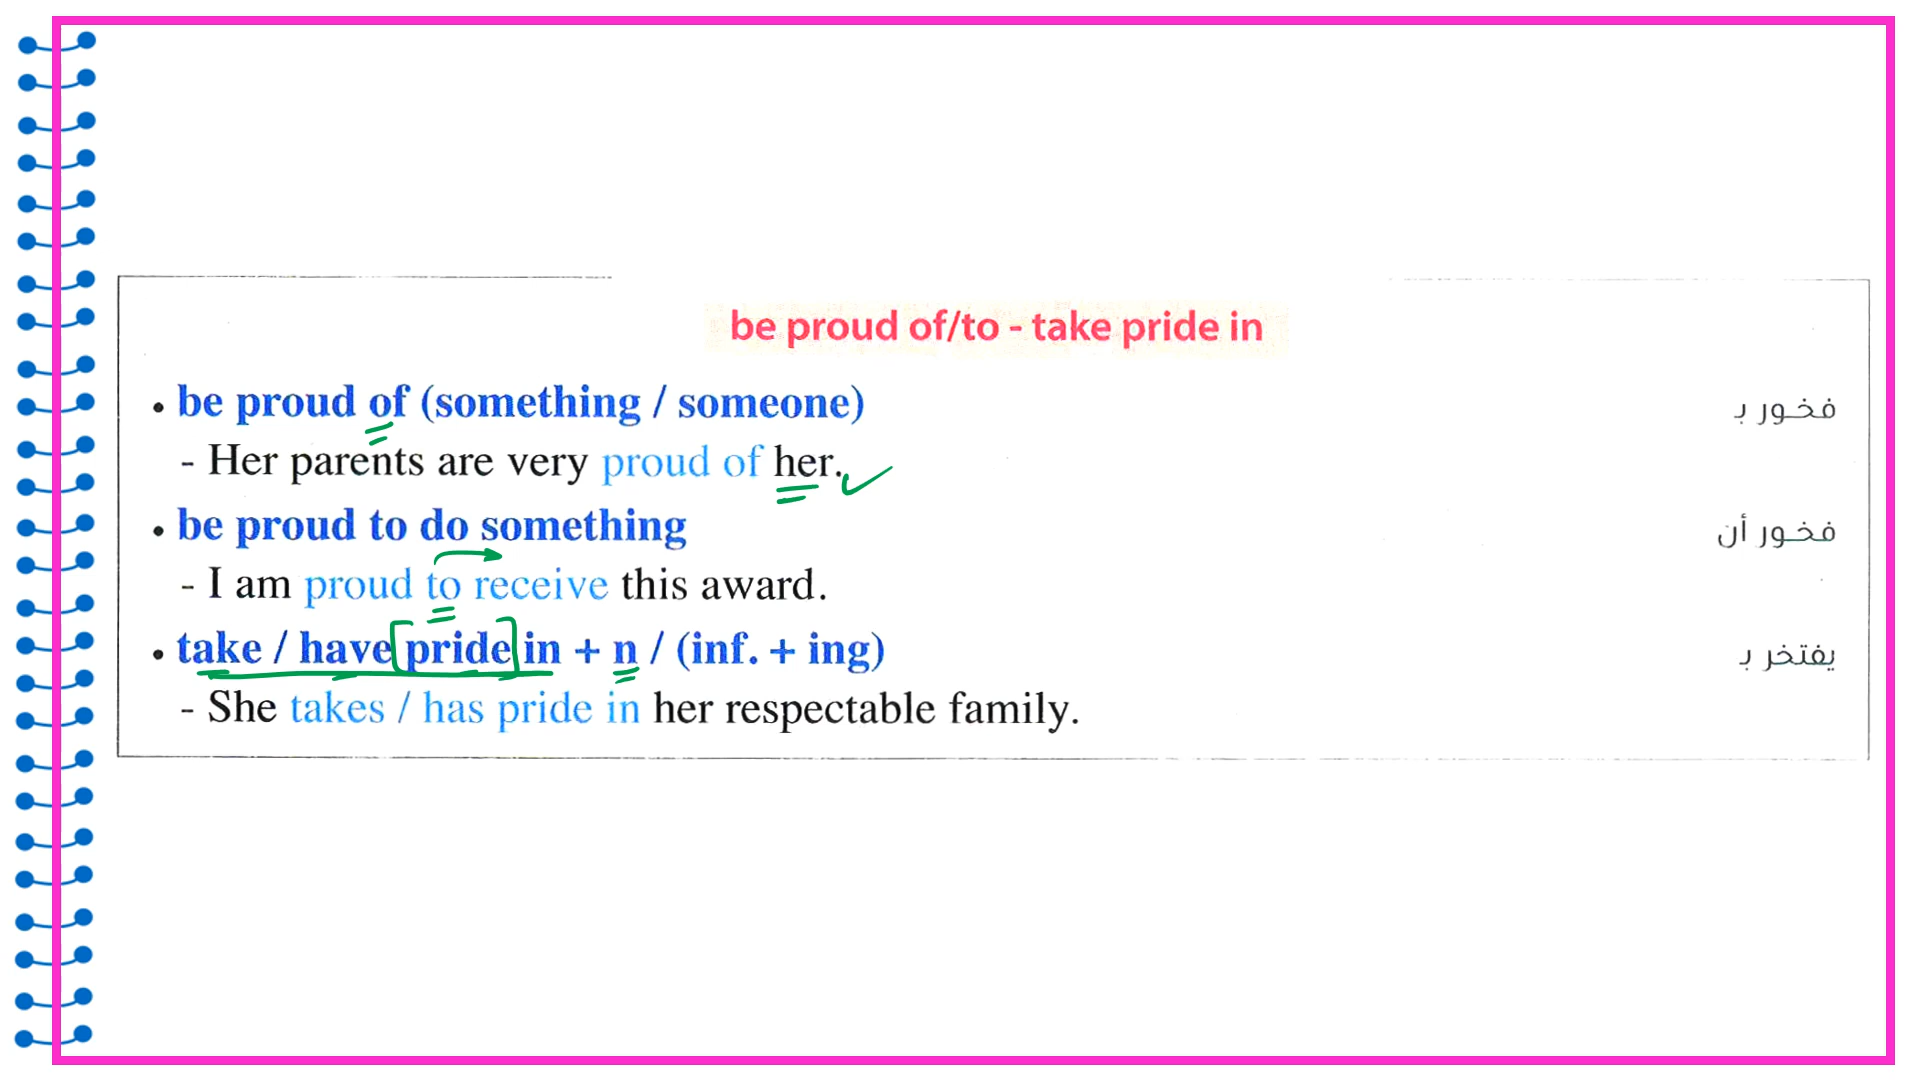 be proud of/to - take pride in
• be proud of (something / someone) فخور بـ
- Her parents are very proud of her.
• be proud to do something فخور أن
- I am proud to receive this award.
• take / have pride in + n / (inf. + ing) يفتخر بـ
- She takes / has pride in her respectable family.